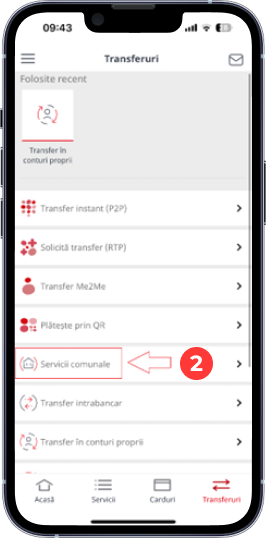 09:43
Transferuri
Folosite recent
Transfer în
conturi proprii
Transfer instant (P2P)
Solicită transfer (RTP)
Transfer Me2Me
Plătește prin QR
Servicii comunale
2
Transfer intrabancar
Transfer în conturi proprii
Acasă
Servicii
Carduri
Transferuri